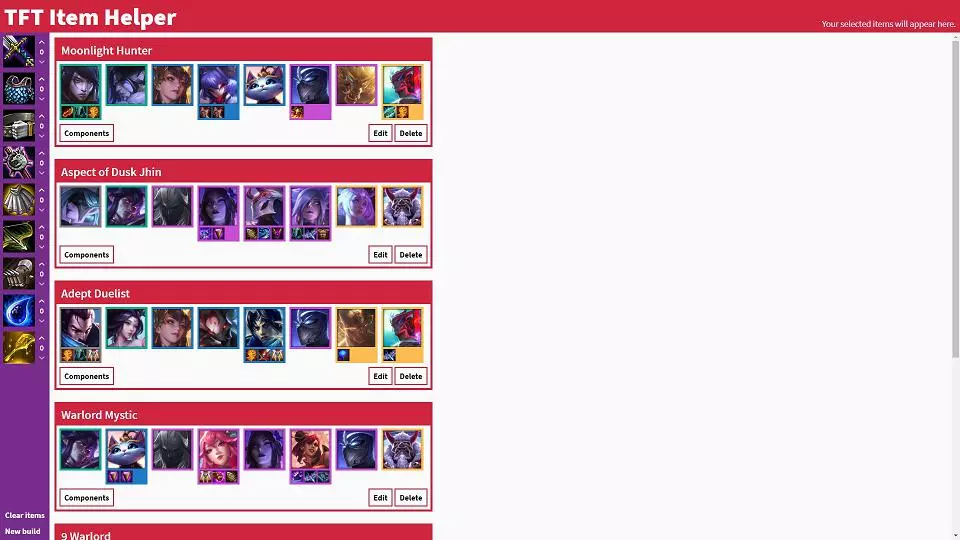 TFT Item Helper
Your selected items will appear here.
0
0
0
0
0
0
0
0
0
Moonlight Hunter
Components
Edit
Delete
Aspect of Dusk Jhin
Components
Edit
Delete
Adept Duelist
Components
Edit
Delete
Warlord Mystic
Components
Edit
Delete
9 Warlord
Clear items
New build